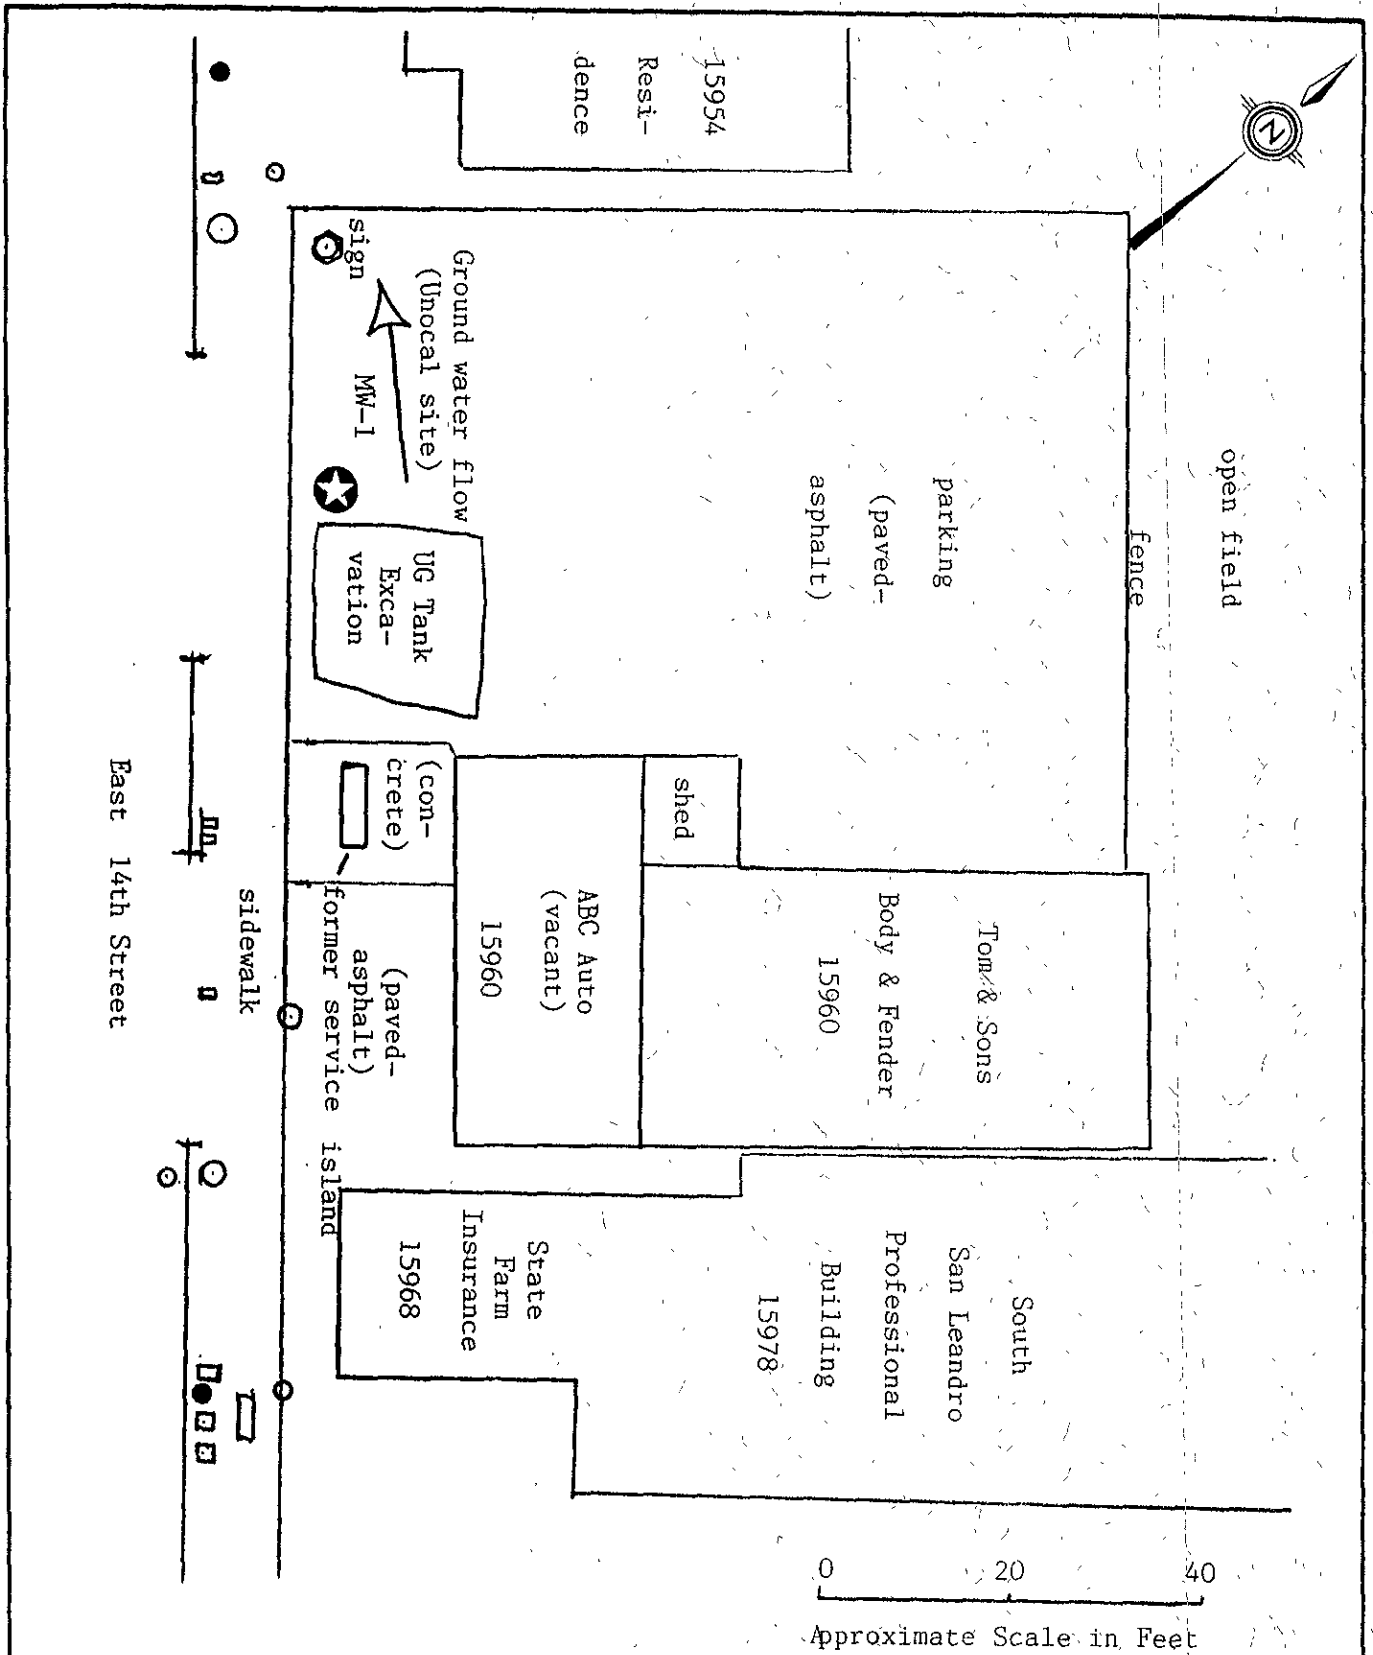 15954
Resi-
dence
N
sign
Ground water flow
(Unocal site)
MW-1
UG Tank
Exca-
vation
parking
(paved-
asphalt)
fence
open field
(con-
crete)
shed
ABC Auto
(vacant)
15960
Tom & Sons
Body & Fender
15960
East 14th Street
sidewalk
(paved-
asphalt)
former service island
State
Farm
Insurance
15968
South
San Leandro
Professional
Building
15978
0 20 40
Approximate Scale in Feet